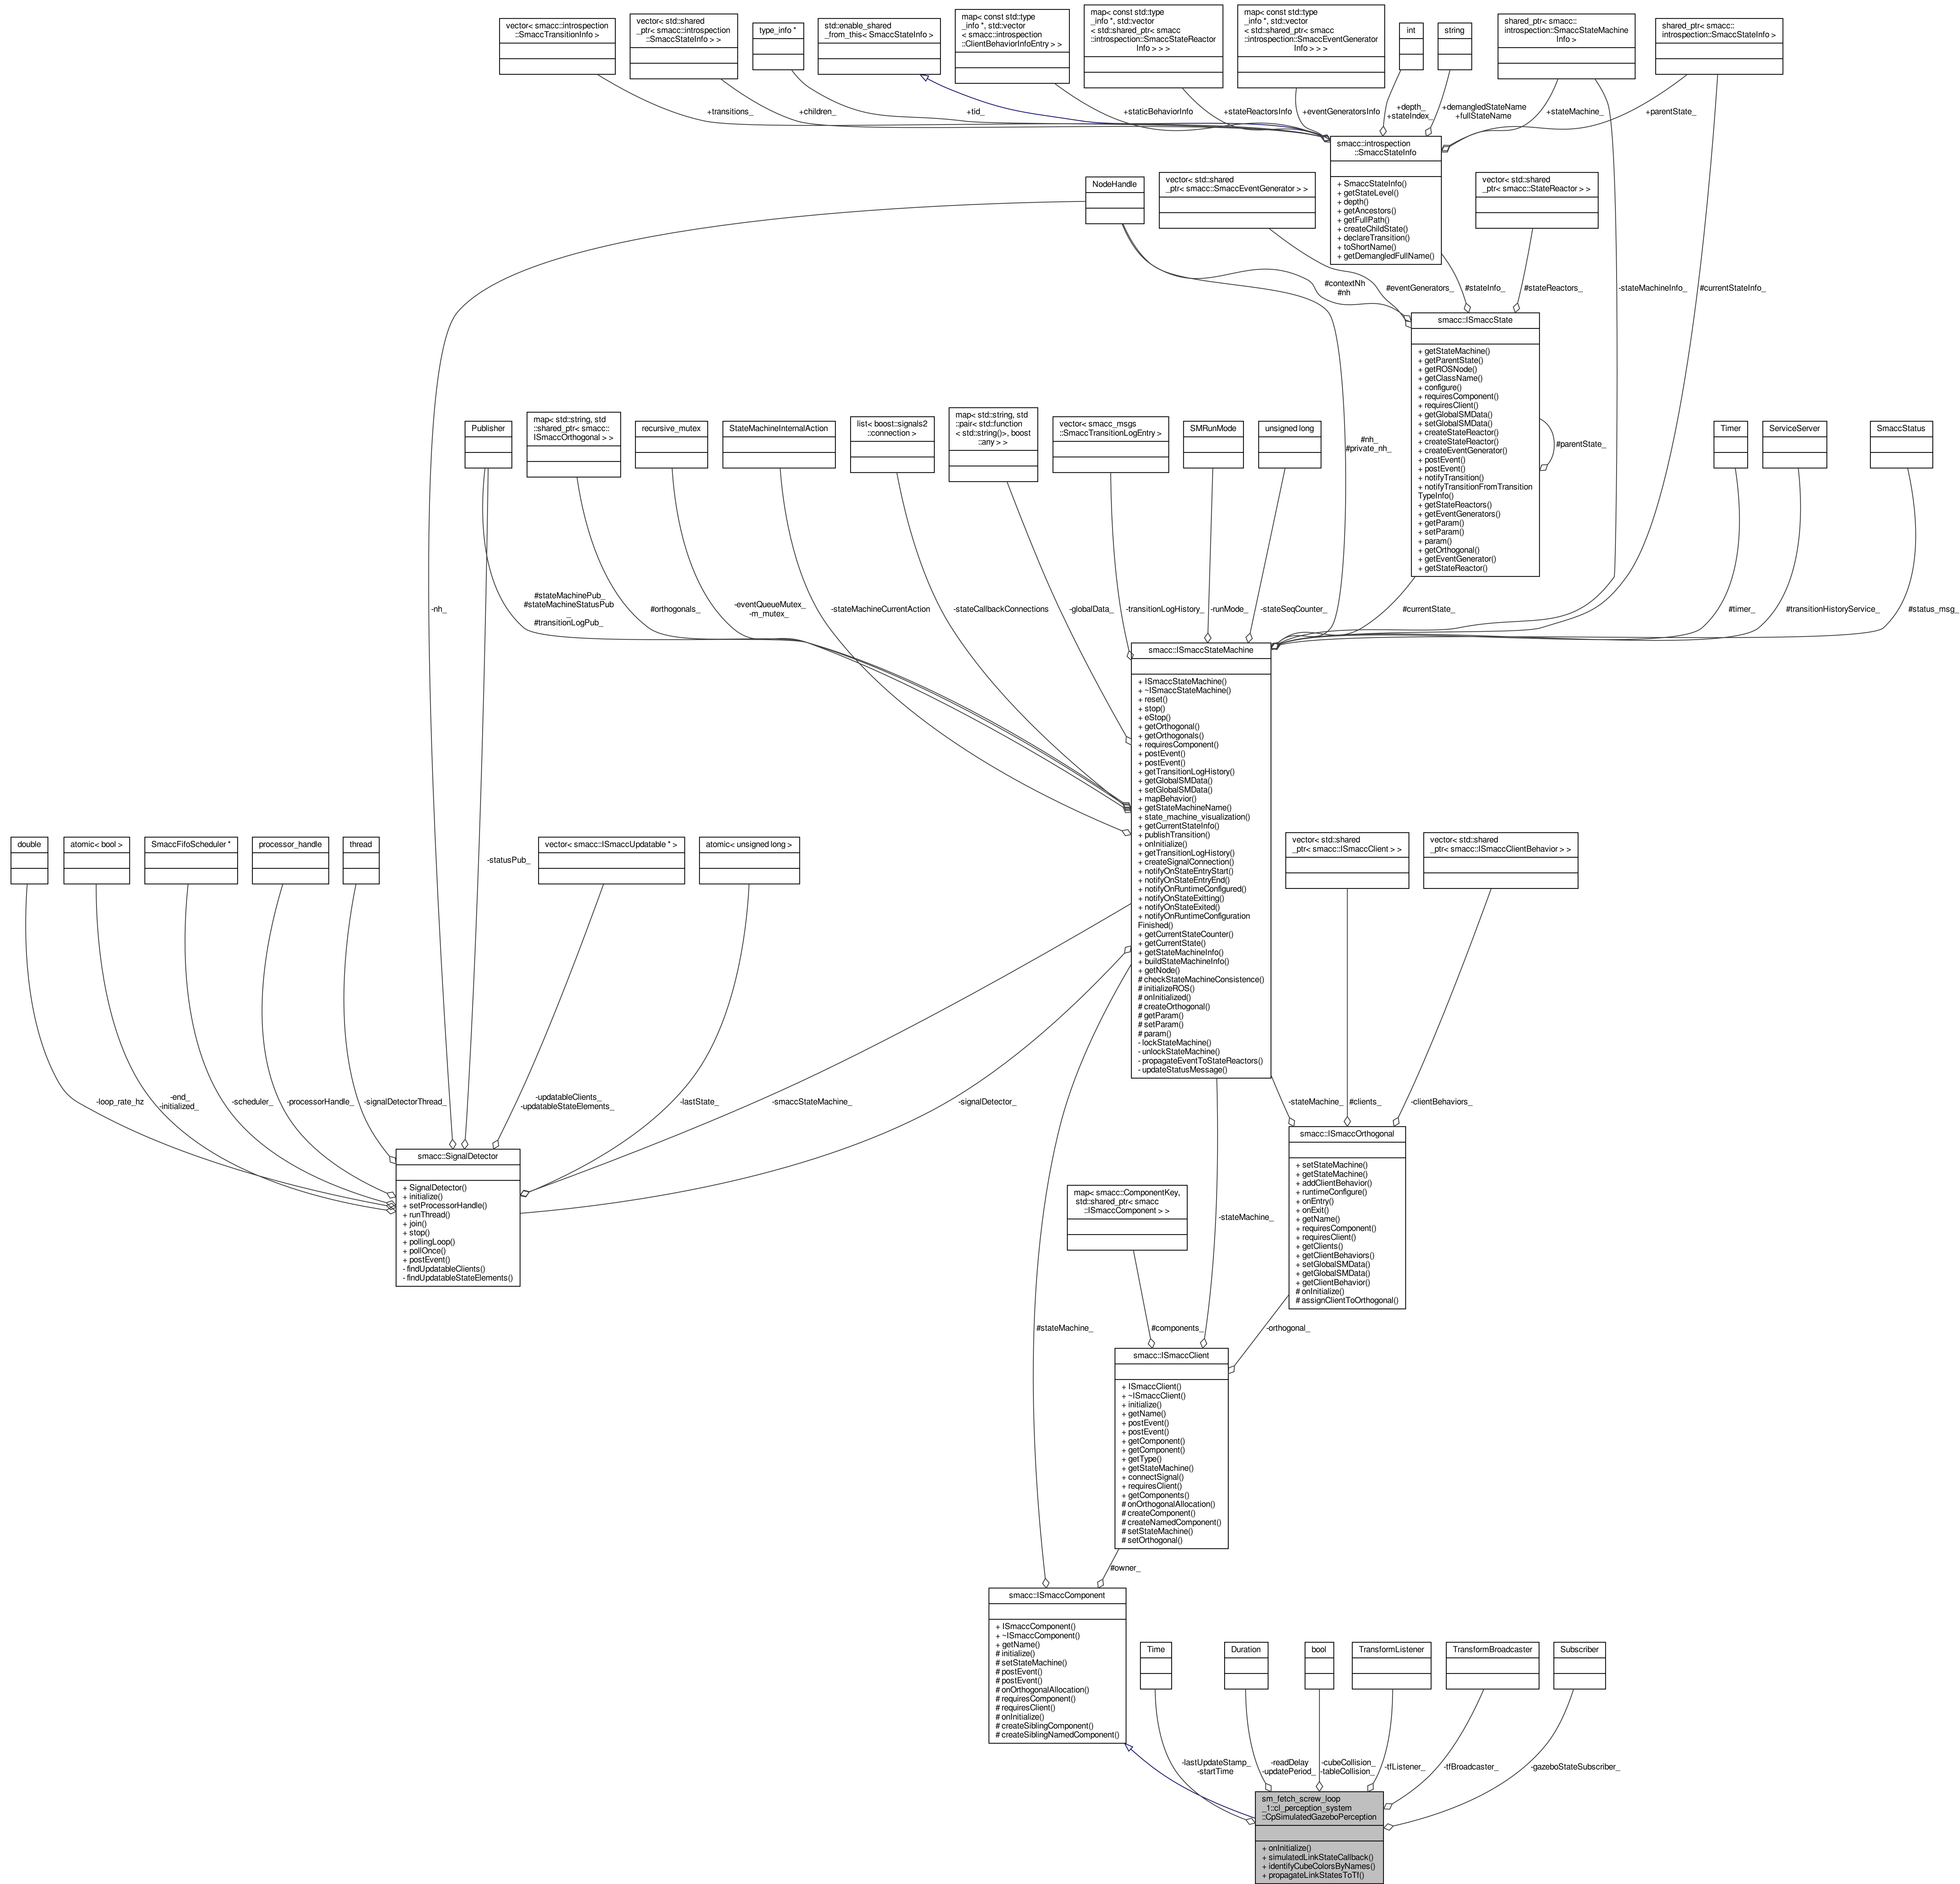 vector< smacc::introspection
::SmaccTransitionInfo >
vector< std::shared
_ptr< smacc::introspection
::SmaccStateInfo > >
type_info *
std::enable_shared
_from_this< SmaccStateInfo >
map< const std::type
_info *, std::vector
< smacc::introspection
::ClientBehaviorInfoEntry > >
map< const std::type
_info *, std::vector
< std::shared_ptr< smacc
::introspection::SmaccStateReactor
Info > > >
map< const std::type
_info *, std::vector
< std::shared_ptr< smacc
::introspection::SmaccEventGenerator
Info > > >
int
string
shared_ptr< smacc::
introspection::SmaccStateMachine
Info >
shared_ptr< smacc::
introspection::SmaccStateInfo >
+transitions_
+children_
+tid_
+staticBehaviorInfo
+stateReactorsInfo
+eventGeneratorsInfo
+depth_
+stateIndex_
+demangledStateName
+fullStateName
+stateMachine_
+parentState_
smacc::introspection
::SmaccStateInfo
+ SmaccStateInfo()
+ getStateLevel()
+ depth()
+ getAncestors()
+ getFullPath()
+ createChildState()
+ declareTransition()
+ toShortName()
+ getDemangledFullName()
NodeHandle
vector< std::shared
_ptr< smacc::SmaccEventGenerator > >
vector< std::shared
_ptr< smacc::StateReactor > >
#contextNh
#nh
#eventGenerators_
#stateInfo_
#stateReactors_
-stateMachineInfo_
#currentStateInfo_
smacc::ISmaccState
+ getStateMachine()
+ getParentState()
+ getROSNode()
+ getClassName()
+ configure()
+ requiresComponent()
+ requiresClient()
+ getGlobalSMData()
+ setGlobalSMData()
+ createStateReactor()
+ createStateReactor()
+ createEventGenerator()
+ postEvent()
+ postEvent()
+ notifyTransition()
+ notifyTransitionFromTransition
TypeInfo()
+ getStateReactors()
+ getEventGenerators()
+ getParam()
+ setParam()
+ param()
+ getOrthogonal()
+ getEventGenerator()
+ getStateReactor()
#parentState_
Publisher
map< std::string, std
::shared_ptr< smacc::
ISmaccOrthogonal > >
recursive_mutex
StateMachineInternalAction
list< boost::signals2
::connection >
map< std::string, std
::pair< std::function
< std::string()>, boost
::any > >
vector< smacc_msgs
::SmaccTransitionLogEntry >
SMRunMode
unsigned long
#nh_
#private_nh_
Timer
ServiceServer
SmaccStatus
-nh_
#stateMachinePub_
#stateMachineStatusPub
_
#transitionLogPub_
#orthogonals_
-eventQueueMutex_
-m_mutex_
-stateMachineCurrentAction
-stateCallbackConnections
-globalData_
-transitionLogHistory_
-runMode_
-stateSeqCounter_
#currentState_
#timer_
#transitionHistoryService_
#status_msg_
smacc::ISmaccStateMachine
+ ISmaccStateMachine()
+ ~ISmaccStateMachine()
+ reset()
+ stop()
+ eStop()
+ getOrthogonal()
+ getOrthogonals()
+ requiresComponent()
+ postEvent()
+ postEvent()
+ getTransitionLogHistory()
+ getGlobalSMData()
+ setGlobalSMData()
+ mapBehavior()
+ getStateMachineName()
+ state_machine_visualization()
+ getCurrentStateInfo()
+ publishTransition()
+ onInitialize()
+ getTransitionLogHistory()
+ createSignalConnection()
+ notifyOnStateEntryStart()
+ notifyOnStateEntryEnd()
+ notifyOnRuntimeConfigured()
+ notifyOnStateExitting()
+ notifyOnStateExited()
+ notifyOnRuntimeConfiguration
Finished()
+ getCurrentStateCounter()
+ getCurrentState()
+ getStateMachineInfo()
+ buildStateMachineInfo()
+ getNode()
# checkStateMachineConsistence()
# initializeROS()
# onInitialized()
# createOrthogonal()
# getParam()
# setParam()
# param()
- lockStateMachine()
- unlockStateMachine()
- propagateEventToStateReactors()
- updateStatusMessage()
double
atomic< bool >
SmaccFifoScheduler *
processor_handle
thread
-statusPub_
vector< smacc::ISmaccUpdatable * >
atomic< unsigned long >
vector< std::shared
_ptr< smacc::ISmaccClient > >
vector< std::shared
_ptr< smacc::ISmaccClientBehavior > >
-loop_rate_hz
-end_
-initialized_
-scheduler_
-processorHandle_
-signalDetectorThread_
-updatableClients_
-updatableStateElements_
-lastState_
-smaccStateMachine_
-signalDetector_
-stateMachine_
#clients_
-clientBehaviors_
smacc::SignalDetector
+ SignalDetector()
+ initialize()
+ setProcessorHandle()
+ runThread()
+ join()
+ stop()
+ pollingLoop()
+ pollOnce()
+ postEvent()
- findUpdatableClients()
- findUpdatableStateElements()
smacc::ISmaccOrthogonal
+ setStateMachine()
+ getStateMachine()
+ addClientBehavior()
+ runtimeConfigure()
+ onEntry()
+ onExit()
+ getName()
+ requiresComponent()
+ requiresClient()
+ getClients()
+ getClientBehaviors()
+ setGlobalSMData()
+ getGlobalSMData()
+ getClientBehavior()
# onInitialize()
# assignClientToOrthogonal()
map< smacc::ComponentKey,
std::shared_ptr< smacc
::ISmaccComponent > >
-stateMachine_
#stateMachine_
#components_
-orthogonal_
smacc::ISmaccClient
+ ISmaccClient()
+ ~ISmaccClient()
+ initialize()
+ getName()
+ postEvent()
+ postEvent()
+ getComponent()
+ getComponent()
+ getType()
+ getStateMachine()
+ connectSignal()
+ requiresClient()
+ getComponents()
# onOrthogonalAllocation()
# createComponent()
# createNamedComponent()
# setStateMachine()
# setOrthogonal()
#owner_
smacc::ISmaccComponent
+ ISmaccComponent()
+ ~ISmaccComponent()
+ getName()
# initialize()
# setStateMachine()
# postEvent()
# postEvent()
# onOrthogonalAllocation()
# requiresComponent()
# requiresClient()
# onInitialize()
# createSiblingComponent()
# createSiblingNamedComponent()
Time
Duration
bool
TransformListener
TransformBroadcaster
Subscriber
-lastUpdateStamp_
-startTime
-readDelay
-updatePeriod_
-cubeCollision_
-tableCollision_
-tfListener_
-tfBroadcaster_
-gazeboStateSubscriber_
sm_fetch_screw_loop
_1::cl_perception_system
::CpSimulatedGazeboPerception
+ onInitialize()
+ simulatedLinkStateCallback()
+ identifyCubeColorsByNames()
+ propagateLinkStatesToTf()